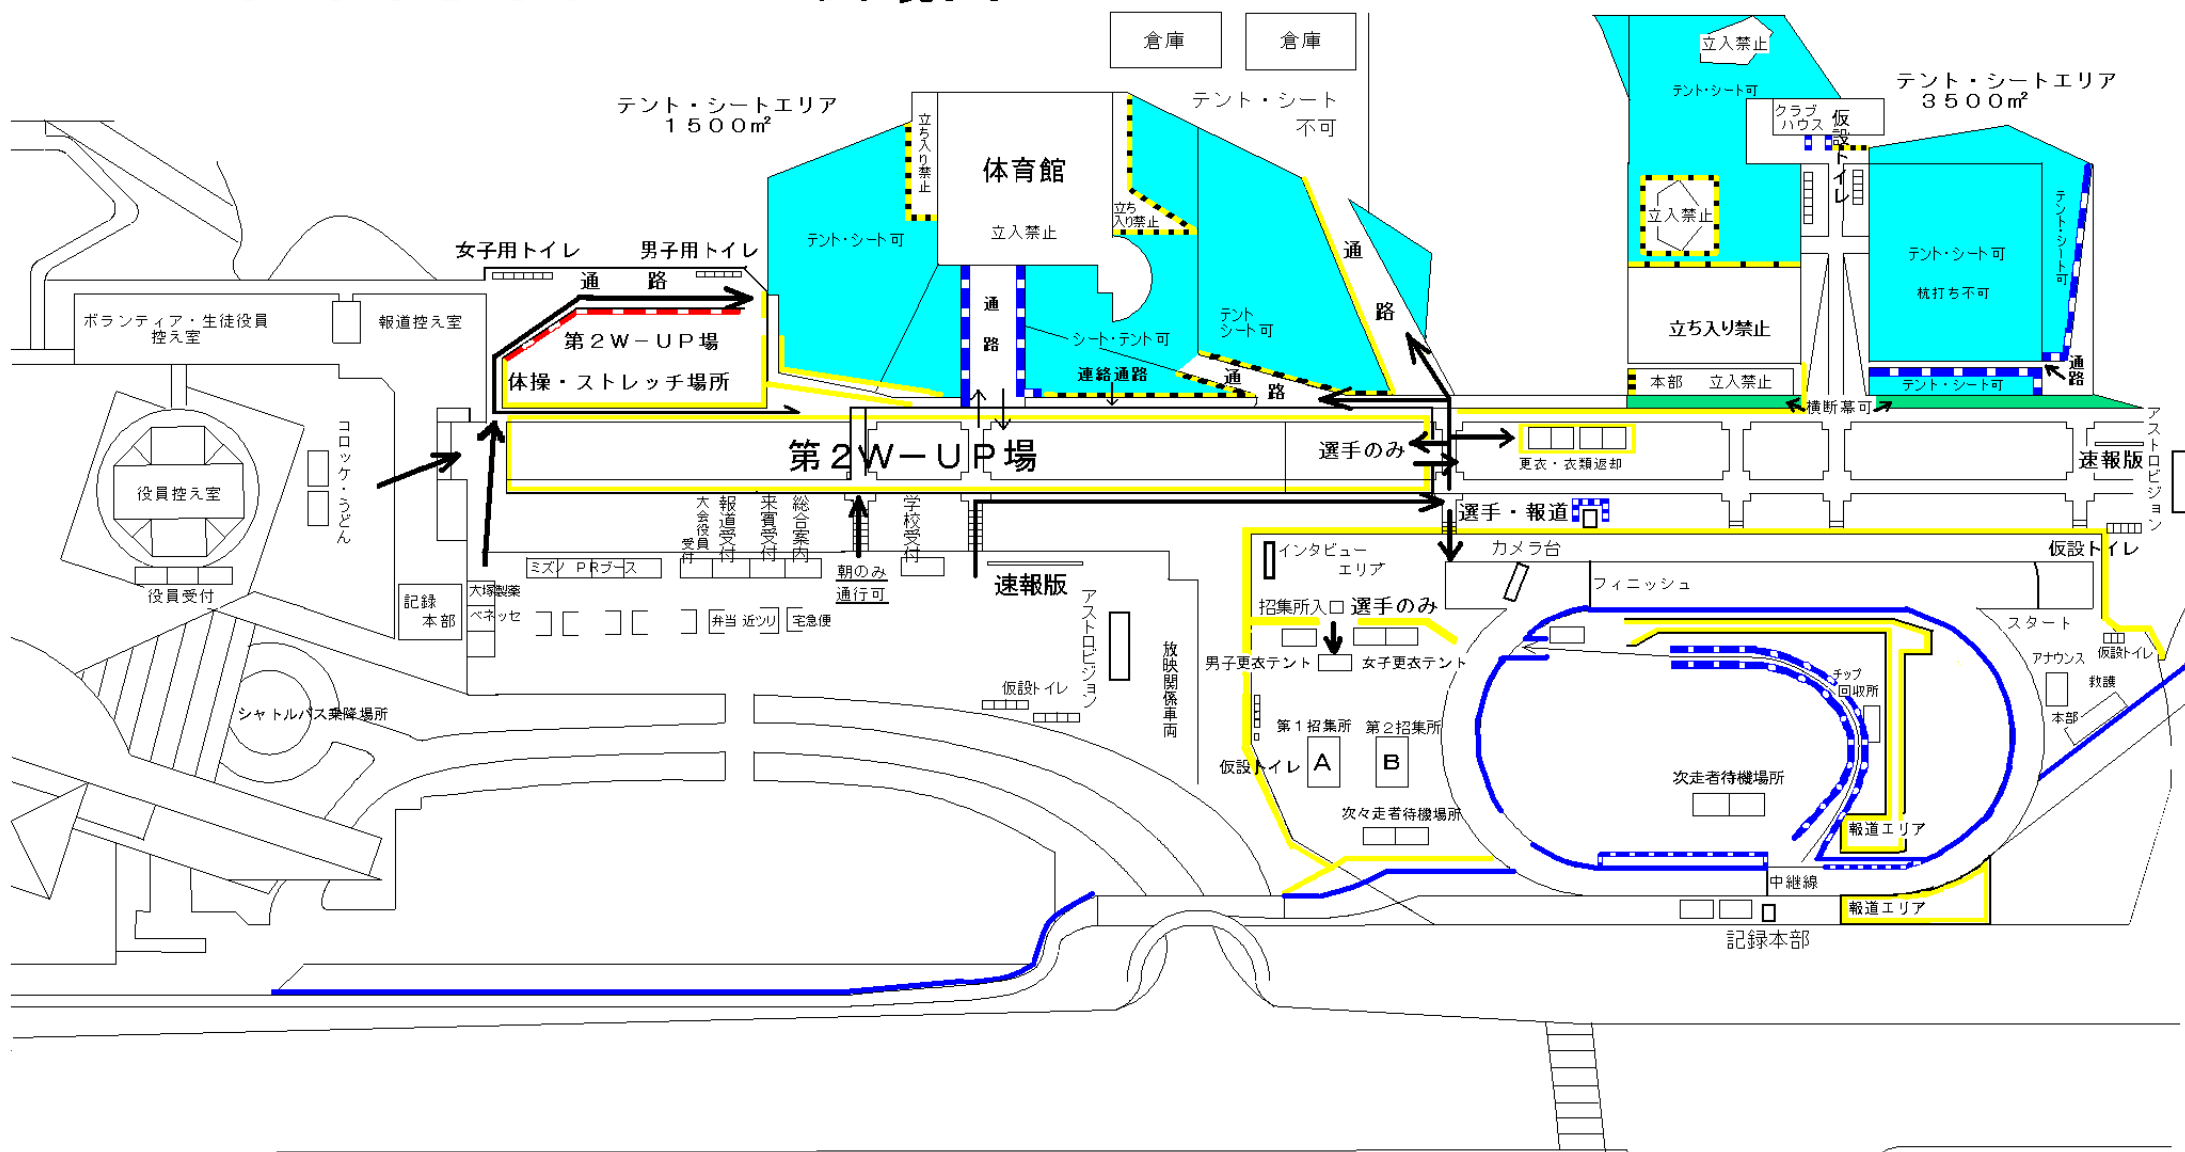 倉庫
倉庫
立入禁止
テント・シートエリア
3500㎡
テント・シートエリア
1500㎡
テント・シート
不可
テント・シート可
クラブ
ハウス
仮設トイレ
立ち入り禁止
体育館
立入禁止
立ち
入り禁止
テント・シート可
立入禁止
テント・シート可
テント・シート可
杭打ち不可
女子用トイレ
男子用トイレ
通路
通路
通路
テント
シート可
シート・テント可
ボランティア・生徒役員
控え室
報道控え室
第2W-UP場
体操・ストレッチ場所
連絡通路
通路
立ち入り禁止
本部 立入禁止
テント・シート可
通路
横断幕可
第2W-UP場
選手のみ
更衣・衣類返却
速報版
アストロビジョン
コロッケ・うどん
役員控え室
役員受付
大会役員
受付
報道受付
来賓受付
総合案内
学校受付
選手・報道
仮設トイレ
ミズノ PRブース
朝のみ
通行可
速報版
インタビュー
エリア
カメラ台
フィニッシュ
記録
本部
大塚製薬
ベネッセ
弁当
近ツリ
宅急便
アストロビジョン
放映関係車両
招集所入口
選手のみ
スタート
男子更衣テント
女子更衣テント
アナウンス
仮設トイレ
救護
本部
チップ
回収所
シャトルバス乗降場所
仮設トイレ
第1招集所
第2招集所
仮設トイレ
A
B
次走者待機場所
次々走者待機場所
報道エリア
中継線
報道エリア
記録本部